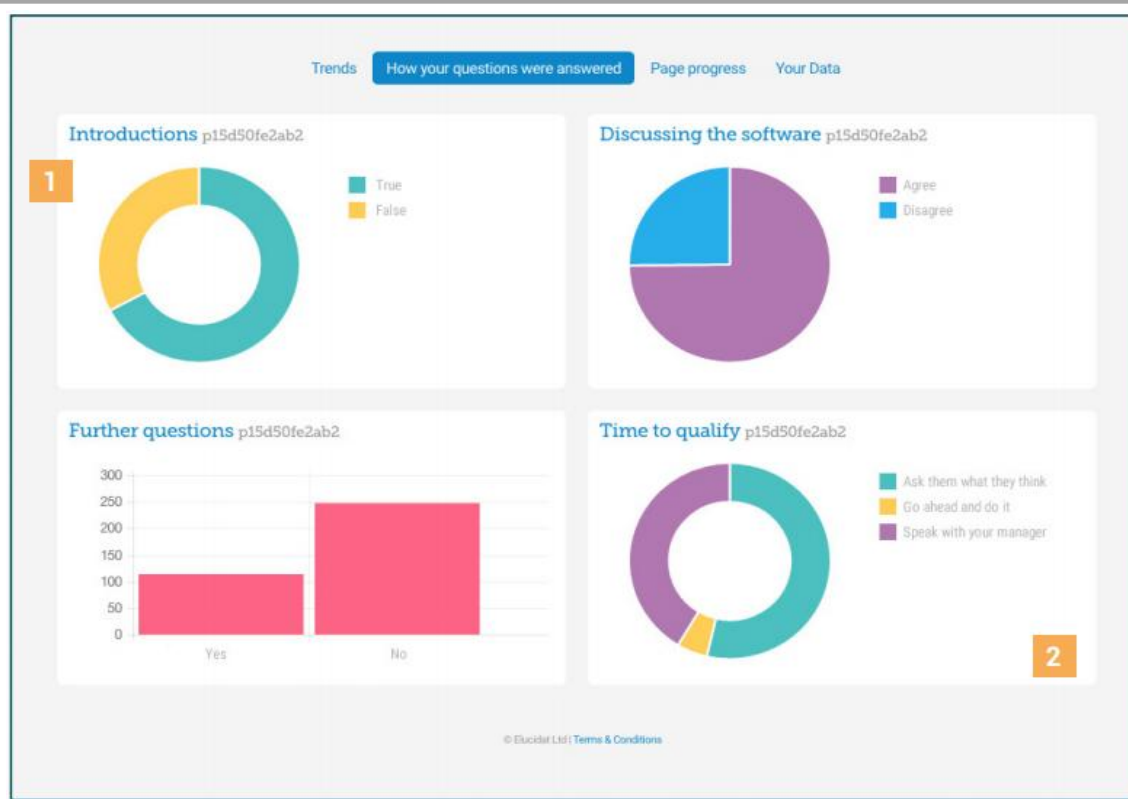 Trends How your questions were answered Page progress Your Data
Introductions p15d50fe2ab2
1
True
False
Discussing the software p15d50fe2ab2
Agree
Disagree
Further questions p15d50fe2ab2
300
250
200
150
100
50
0
Yes No
Time to qualify p15d50fe2ab2
Ask them what they think
Go ahead and do it
Speak with your manager
2
© Elucidat Ltd | Terms & Conditions